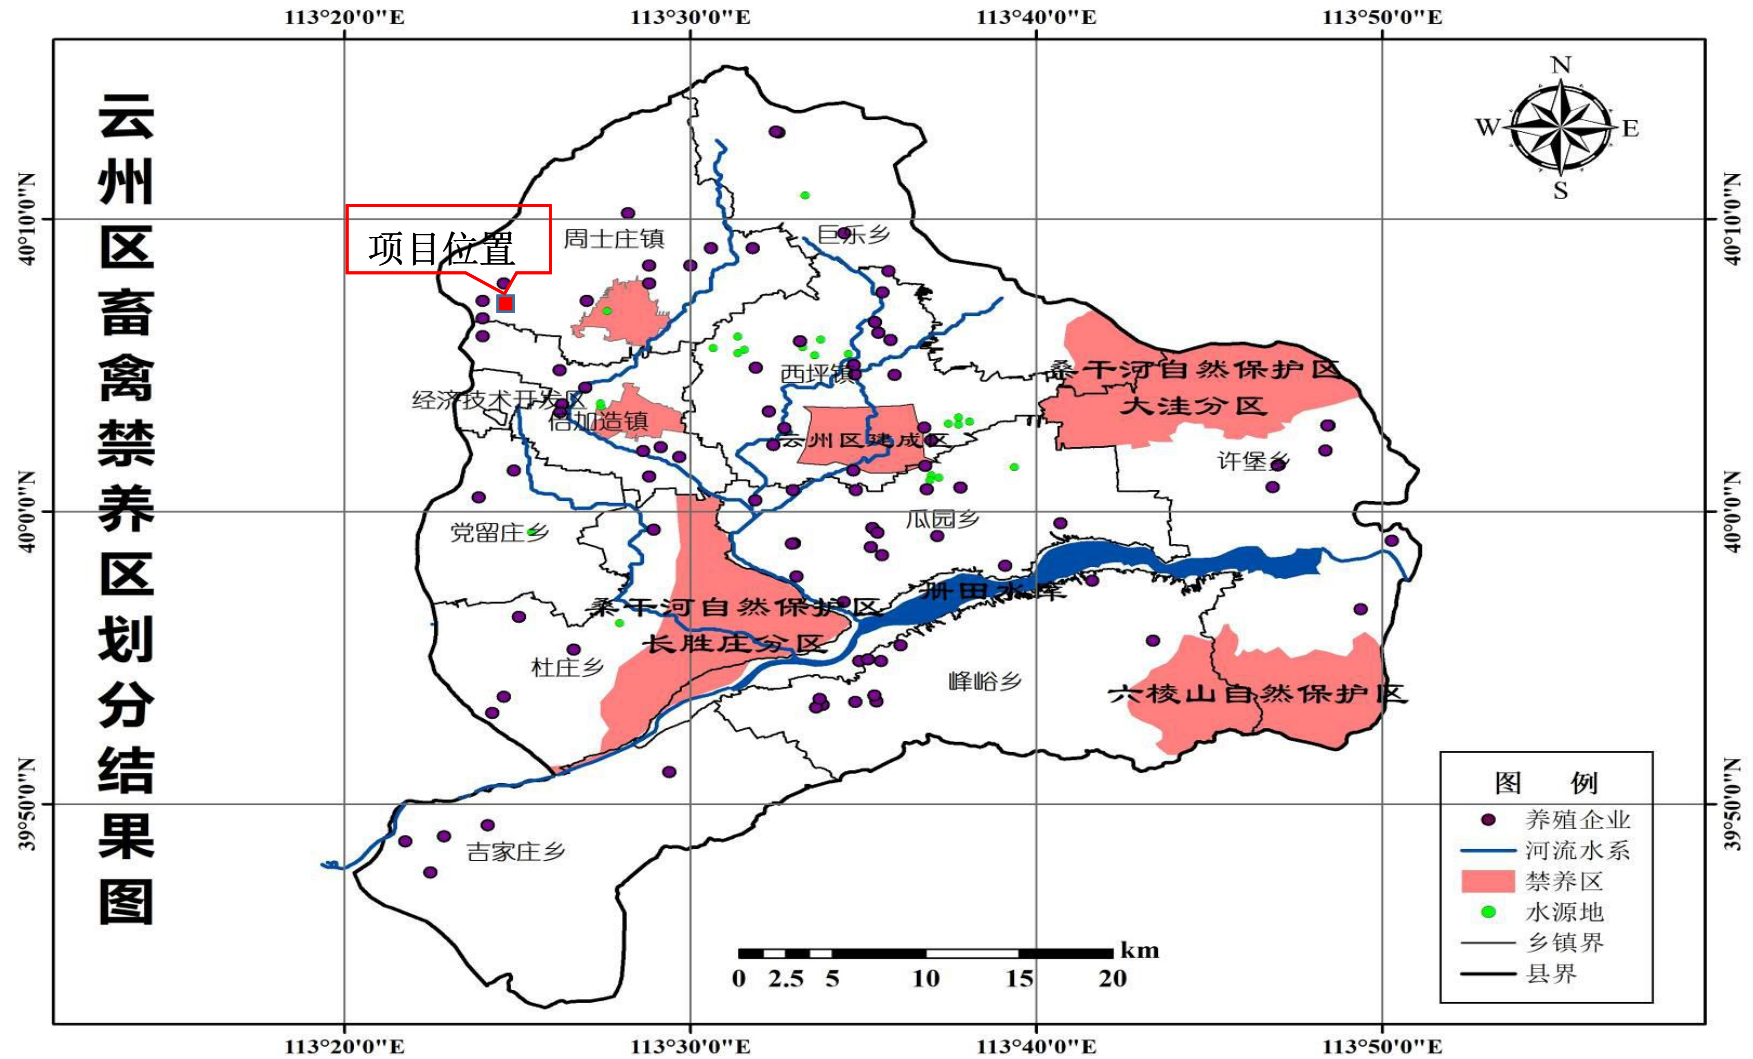 113°20'0"E
113°30'0"E
113°40'0"E
113°50'0"E
云州区畜禽禁养区划分结果图
N
W
E
S
40°10'0"N
40°10'0"N
项目位置
周士庄镇
巨乐乡
西坪镇
桑干河自然保护区
大洼分区
经济技术开发区
倍加造镇
云州区建成区
许堡乡
40°0'0"N
40°0'0"N
党留庄乡
瓜园乡
册田水库
桑干河自然保护区
长胜庄分区
杜庄乡
峰峪乡
六棱山自然保护区
39°50'0"N
39°50'0"N
吉家庄乡
图 例
养殖企业
河流水系
禁养区
水源地
乡镇界
县界
km
0 2.5 5 10 15 20
113°20'0"E
113°30'0"E
113°40'0"E
113°50'0"E